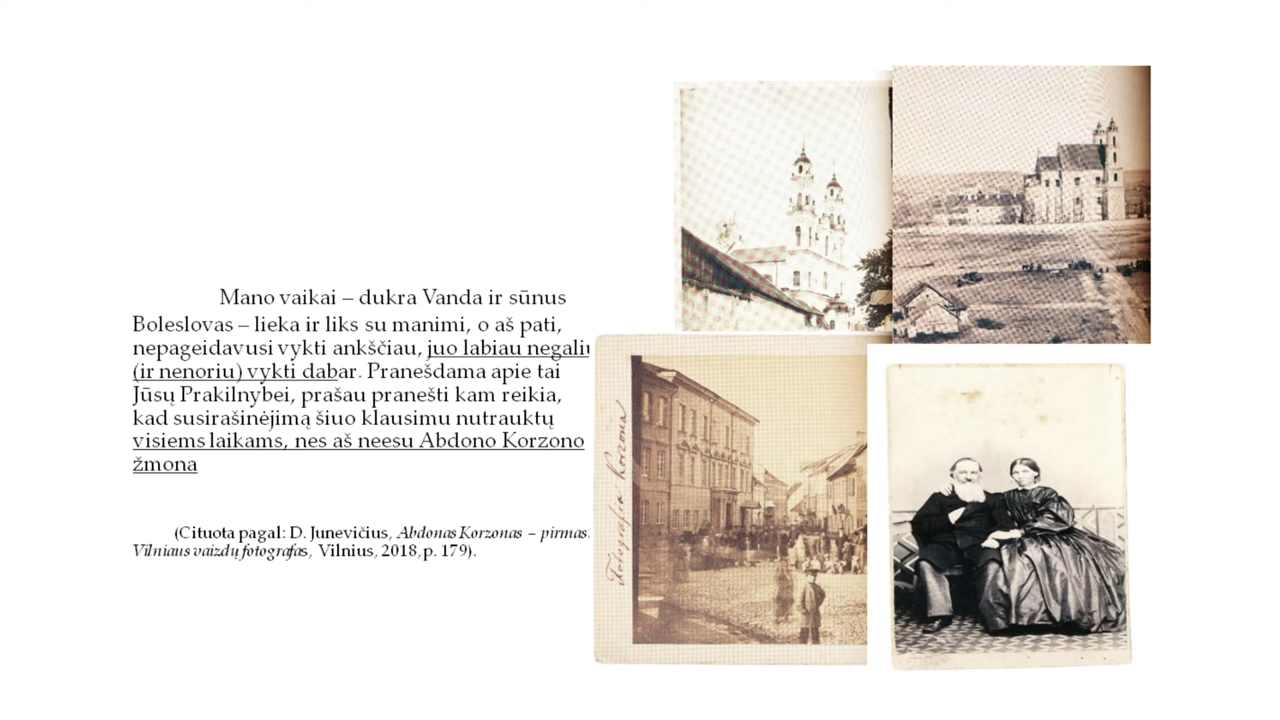 Mano vaikai – dukra Vanda ir sūnus
Boleslovas – lieka ir liks su manimi, o aš pati,
nepageidavusi vykti ankščiau, juo labiau negaliu
(ir nenoriu) vykti dabar. Pranešdama apie tai
Jūsų Prakilnybei, prašau pranešti kam reikia,
kad susirašinėjimą šiuo klausimu nutrauktų
visiems laikams, nes aš neesu Abdono Korzono
žmona
(Cituota pagal: D. Junevičius, Abdonas Korzonas – pirmas
Vilniaus vaizdų fotografas, Vilnius, 2018, p. 179).
Fotografia Korzona